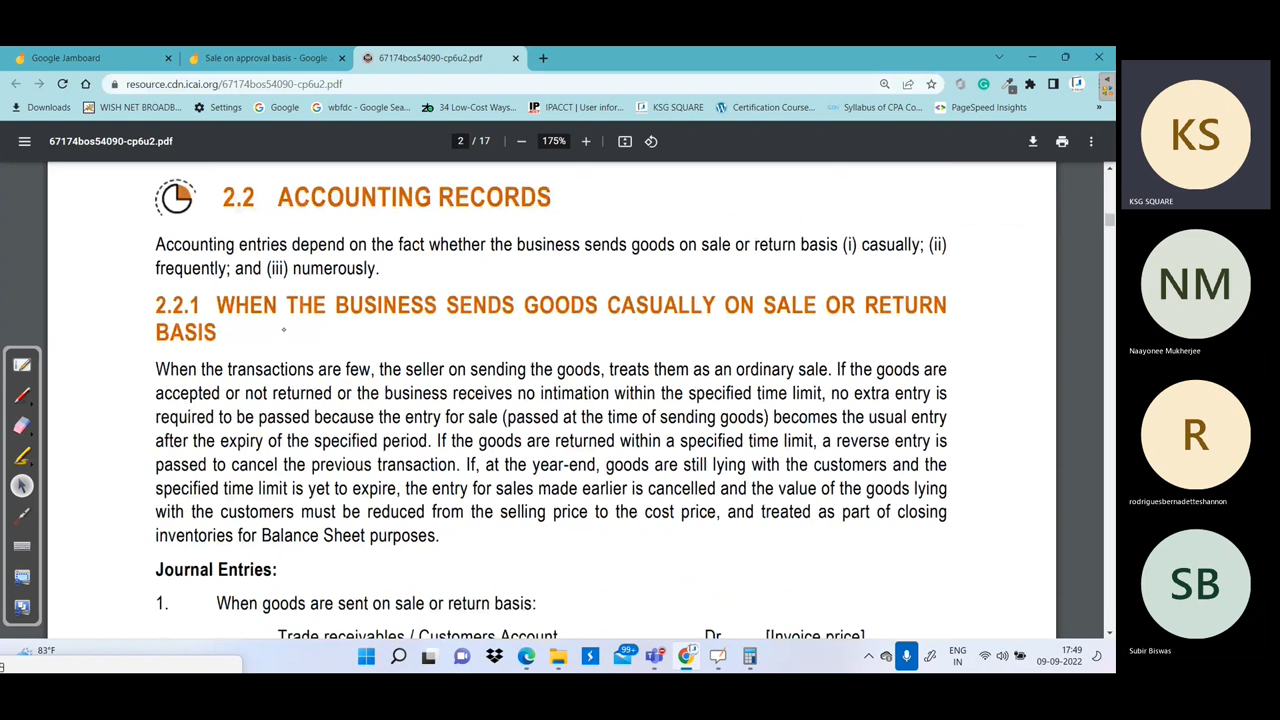 Google Jamboard
Sale on approval basis - Google
67174bos54090-cp6u2.pdf
resource.cdn.icai.org/67174bos54090-cp6u2.pdf
Downloads
WISH NET BROADB...
Settings
Google
wbfdc - Google Sea...
34 Low-Cost Ways...
IPACCT | User infor...
KSG SQUARE
Certification Course...
Syllabus of CPA Co...
PageSpeed Insights
67174bos54090-cp6u2.pdf
2 / 17
175%
2.2 ACCOUNTING RECORDS
Accounting entries depend on the fact whether the business sends goods on sale or return basis (i) casually; (ii)
frequently; and (iii) numerously.
2.2.1 WHEN THE BUSINESS SENDS GOODS CASUALLY ON SALE OR RETURN
BASIS
When the transactions are few, the seller on sending the goods, treats them as an ordinary sale. If the goods are
accepted or not returned or the business receives no intimation within the specified time limit, no extra entry is
required to be passed because the entry for sale (passed at the time of sending goods) becomes the usual entry
after the expiry of the specified period. If the goods are returned within a specified time limit, a reverse entry is
passed to cancel the previous transaction. If, at the year-end, goods are still lying with the customers and the
specified time limit is yet to expire, the entry for sales made earlier is cancelled and the value of the goods lying
with the customers must be reduced from the selling price to the cost price, and treated as part of closing
inventories for Balance Sheet purposes.
Journal Entries:
1. When goods are sent on sale or return basis:
Trade receivables / Customers Account Dr. [Invoice price]
83°F
99+
ENG
IN
17:49
09-09-2022
KS
KSG SQUARE
NM
Naayonee Mukherjee
R
rodriguesbernadetteshannon
SB
Subir Biswas